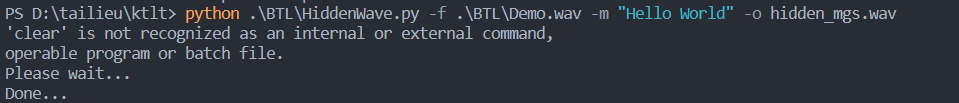 PS D:\tailieu\ktlt> python .\BTL\HiddenWave.py -f .\BTL\Demo.wav -m "Hello World" -o hidden_mgs.wav
'clear' is not recognized as an internal or external command,
operable program or batch file.
Please wait...
Done...